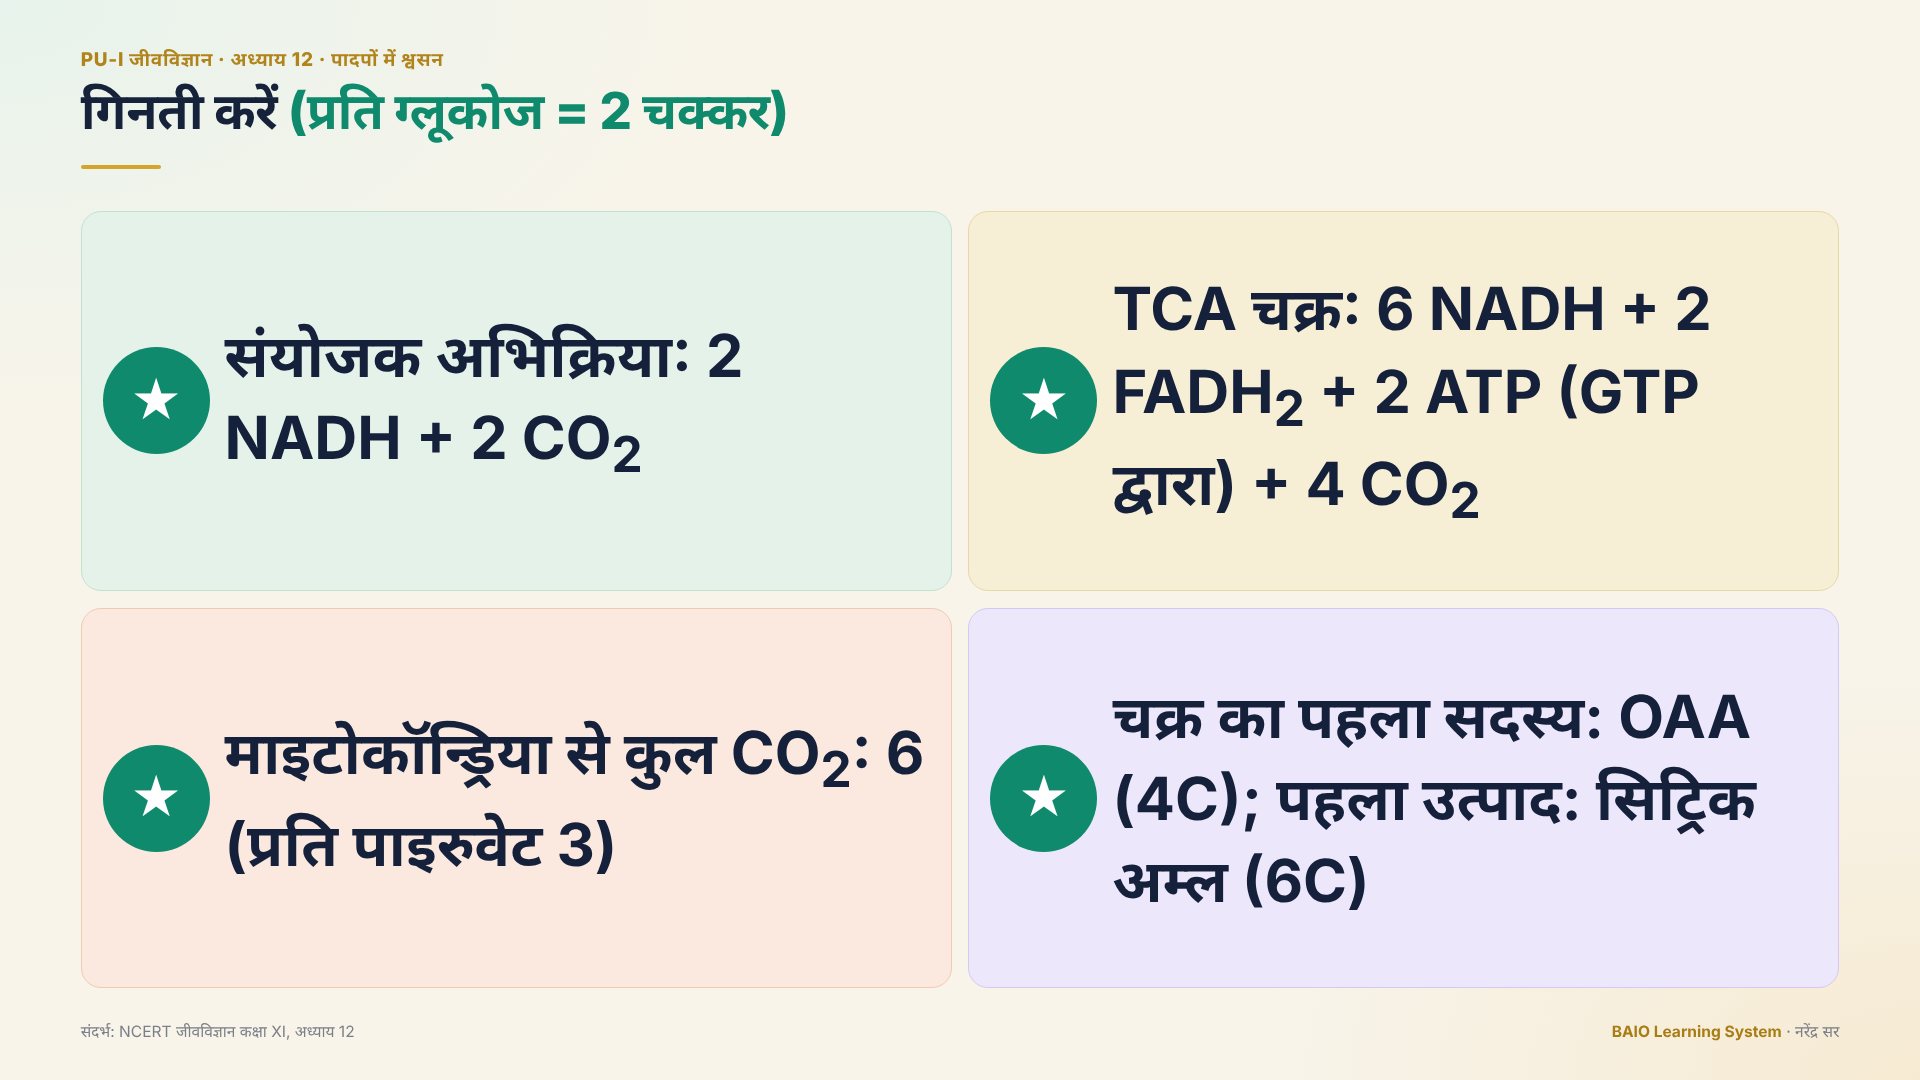 PU-I जीवविज्ञान · अध्याय 12 · पादपों में श्वसन
गिनती करें (प्रति ग्लूकोज = 2 चक्कर)
★ संयोजक अभिक्रिया: 2
NADH + 2 CO₂
★ TCA चक्र: 6 NADH + 2
FADH₂ + 2 ATP (GTP
द्वारा) + 4 CO₂
★ माइटोकॉन्ड्रिया से कुल CO₂: 6
(प्रति पाइरुवेट 3)
★ चक्र का पहला सदस्य: OAA
(4C); पहला उत्पाद: सिट्रिक
अम्ल (6C)
संदर्भ: NCERT जीवविज्ञान कक्षा XI, अध्याय 12
BAIO Learning System · नरेंद्र सर